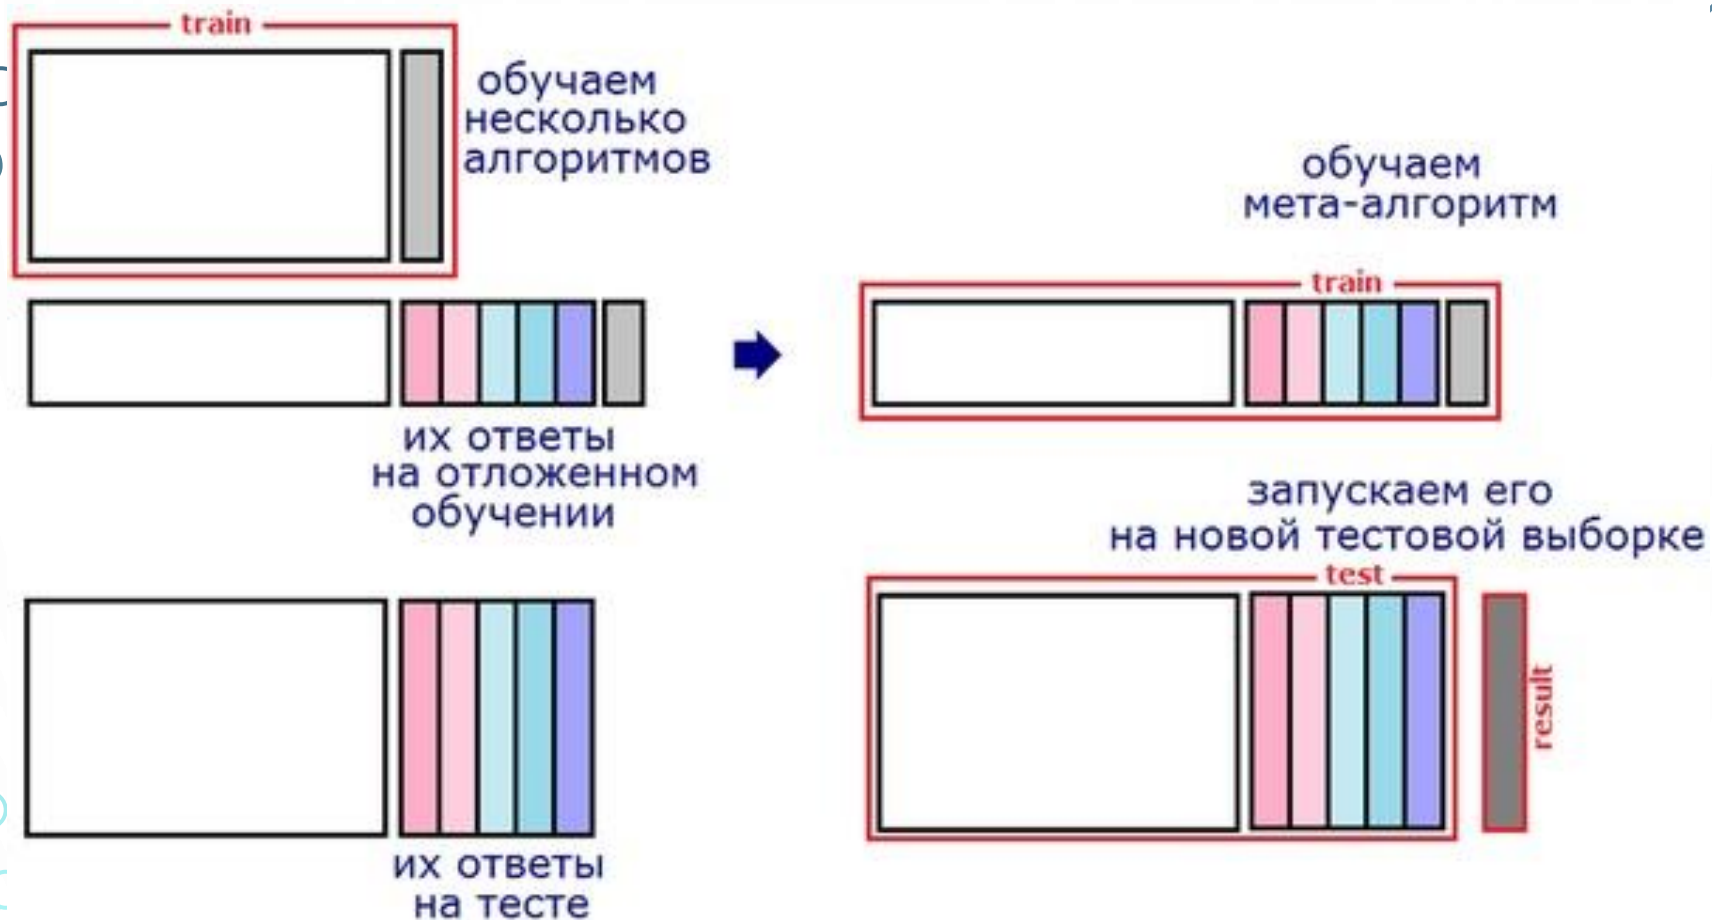 train
обучаем
несколько
алгоритмов
их ответы
на отложенном
обучении
их ответы
на тесте
обучаем
мета-алгоритм
train
запускаем его
на новой тестовой выборке
test
result